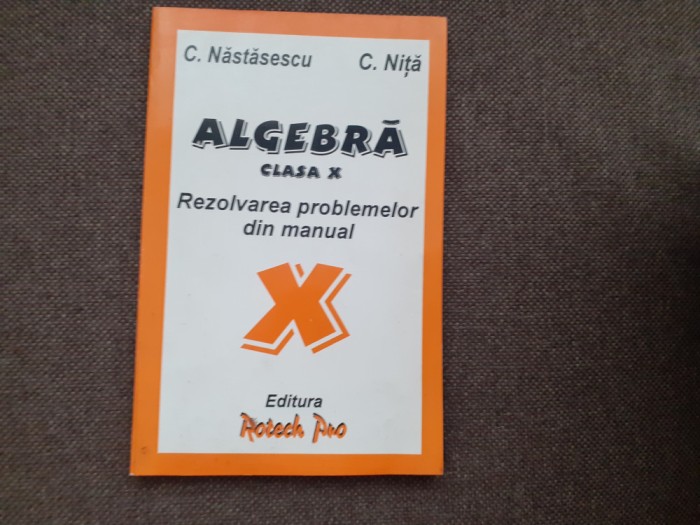 C. Năstăsescu C. Niță
ALGEBRĂ
CLASA X
Rezolvarea problemelor
din manual
X
Editura
Rotech Pro